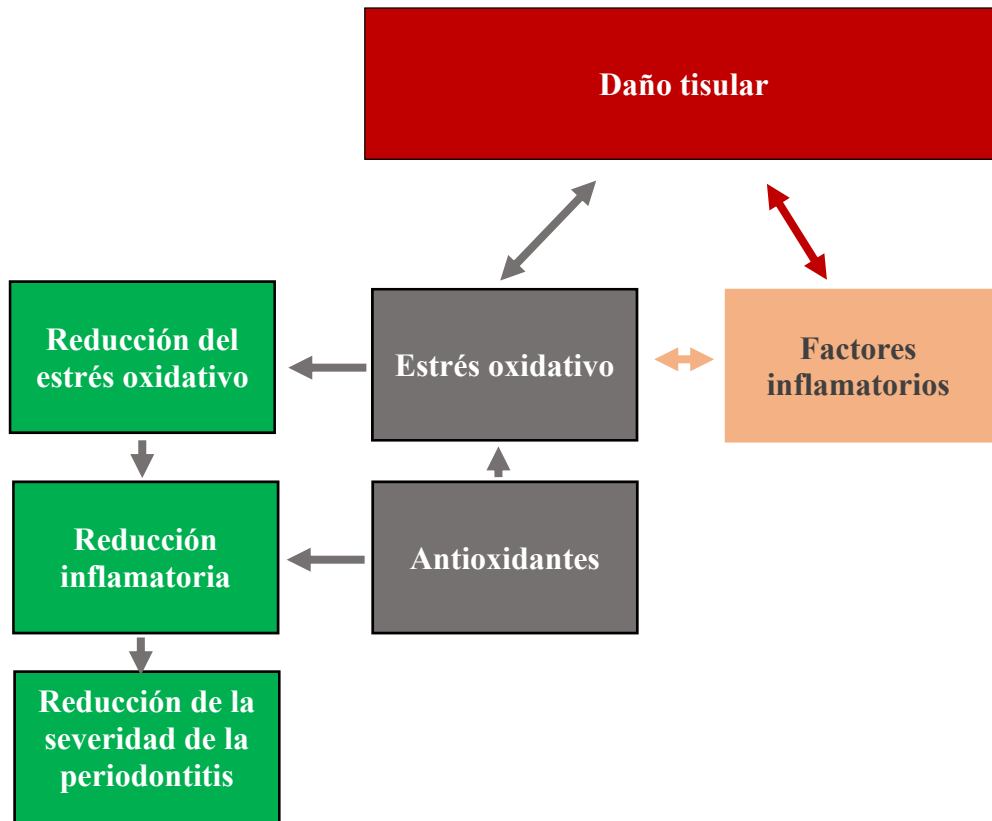 Daño tisular
Reducción del
estrés oxidativo
Estrés oxidativo
Factores
inflamatorios
Reducción
inflamatoria
Antioxidantes
Reducción de la
severidad de la
periodontitis